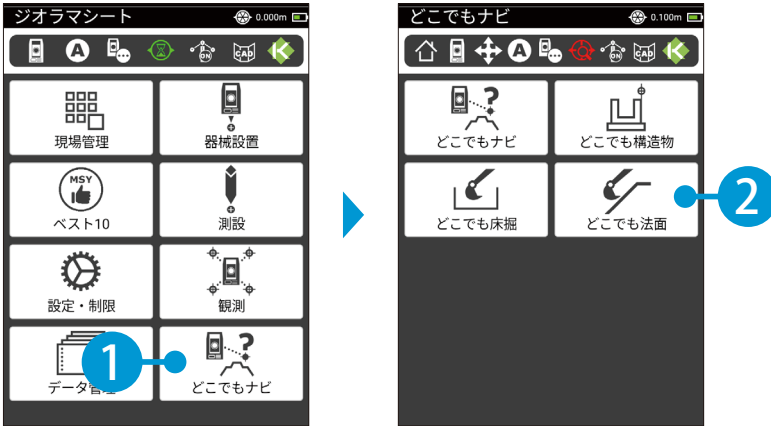 ジオラマシート 0.000m
A ON CAD K
現場管理
器械設置
MSY
ベスト10
測設
設定・制限
観測
データ管理
?
どこでもナビ
1
どこでもナビ 0.100m
A ON CAD K
?
どこでもナビ
どこでも構造物
どこでも床掘
どこでも法面
2